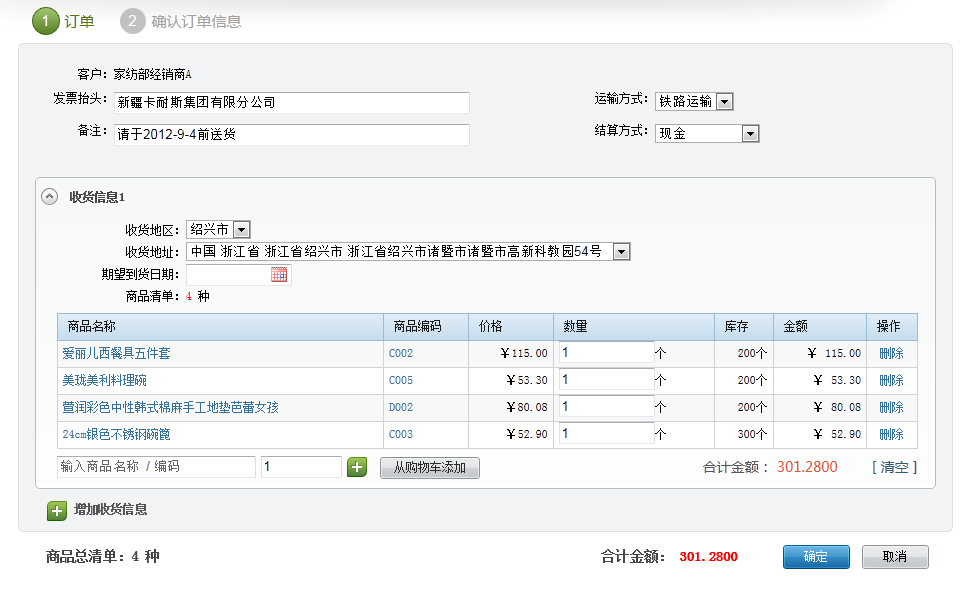 1 订单 2 确认订单信息
客户： 家纺部经销商A
发票抬头： 新疆卡耐斯集团有限分公司 运输方式： 铁路运输
备注： 请于2012-9-4前送货 结算方式： 现金
收货信息1
收货地区： 绍兴市
收货地址： 中国 浙江省 浙江省绍兴市 浙江省绍兴市诸暨市诸暨市高新科教园54号
期望到货日期：
商品清单： 4 种
商品名称 商品编码 价格 数量 库存 金额 操作
爱丽儿西餐具五件套 C002 ￥115.00 1 个 200个 ￥ 115.00 删除
美珑美利料理碗 C005 ￥53.30 1 个 200个 ￥ 53.30 删除
萱润彩色中性韩式棉麻手工地垫芭蕾女孩 D002 ￥80.08 1 个 200个 ￥ 80.08 删除
24cm银色不锈钢碗篦 C003 ￥52.90 1 个 300个 ￥ 52.90 删除
输入商品名称 / 编码 1 从购物车添加 合计金额： 301.2800 [ 清空 ]
增加收货信息
商品总清单：4 种 合计金额： 301.2800 确定 取消